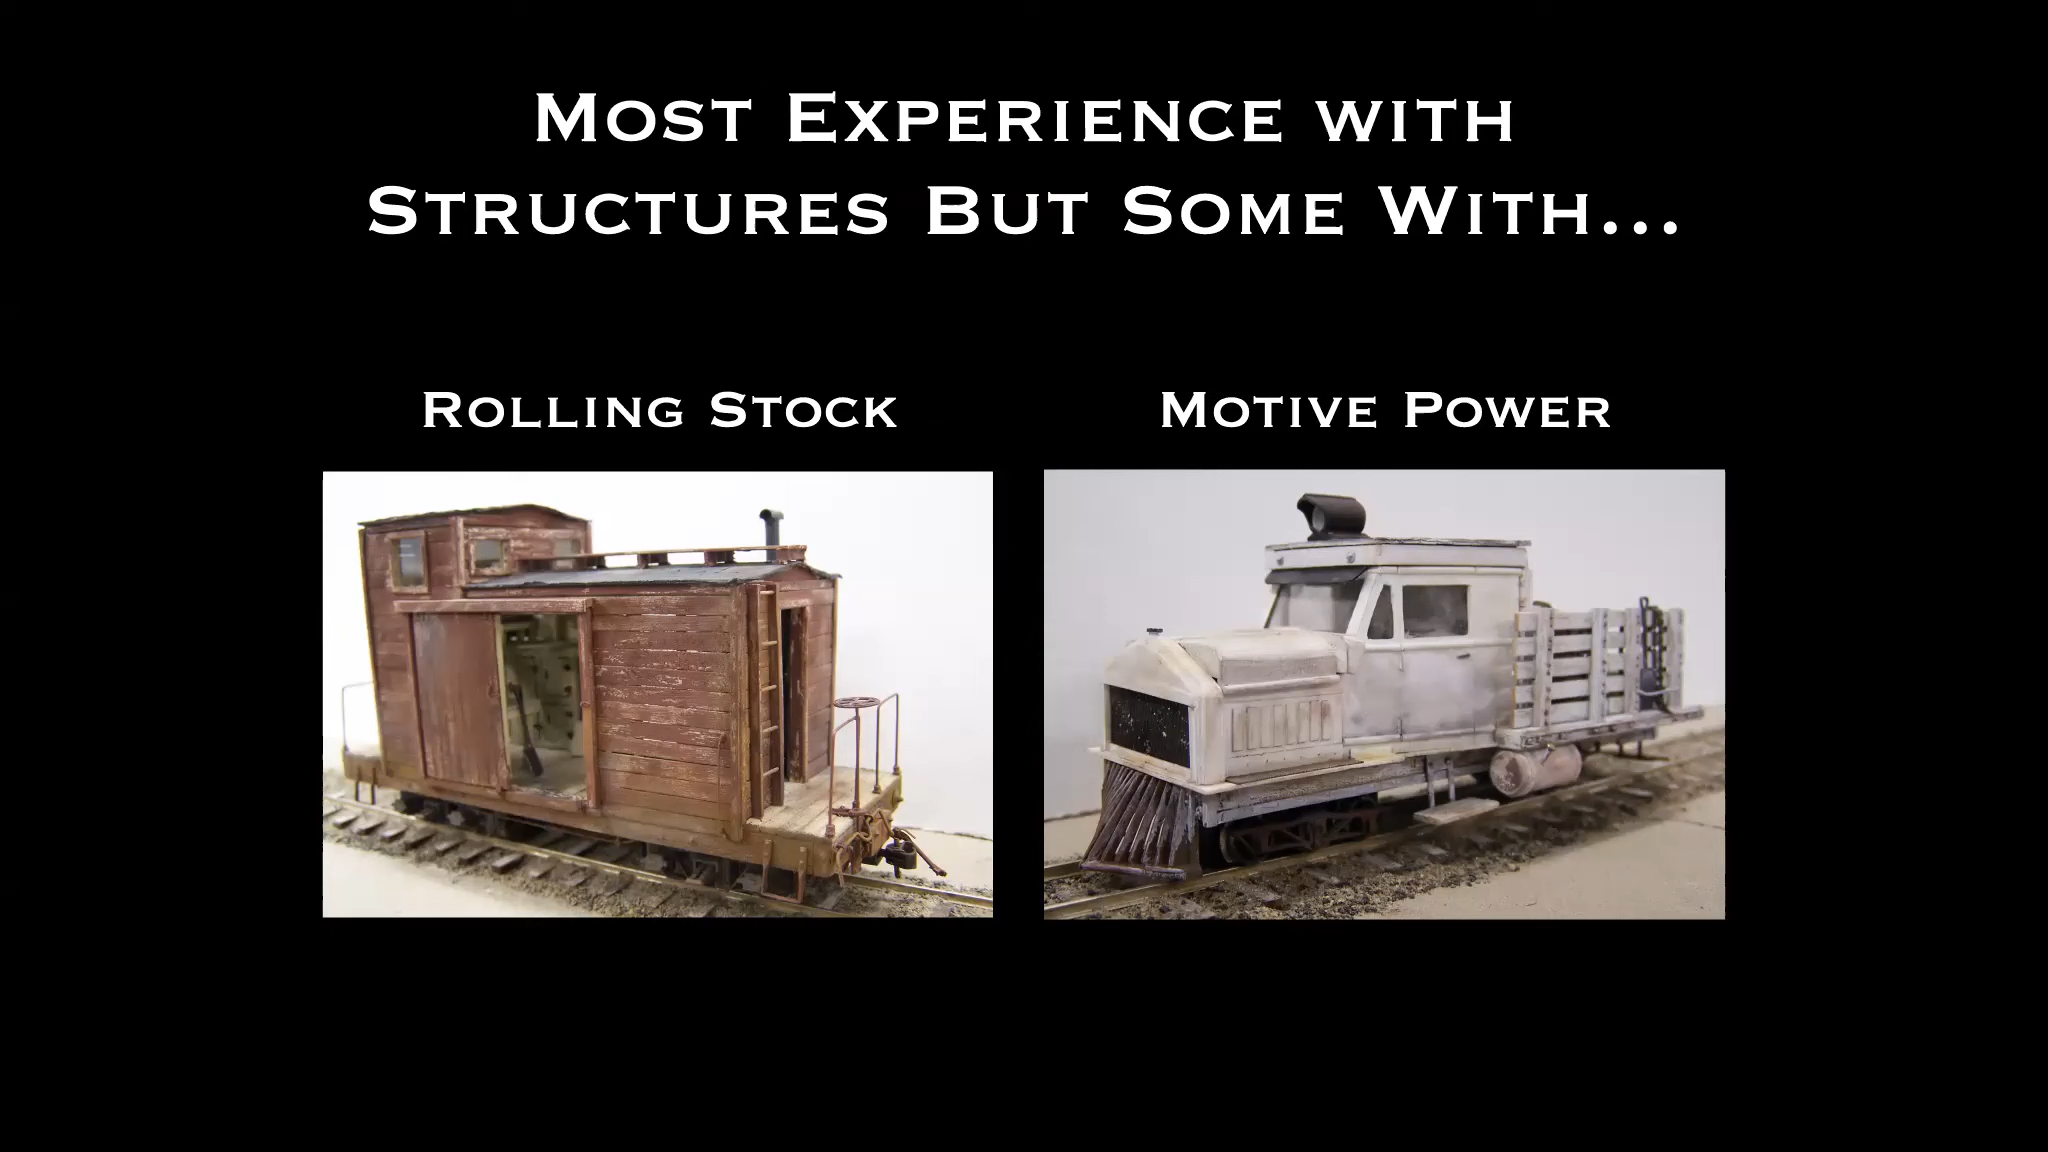 Most Experience with
Structures But Some With...
Rolling Stock
Motive Power